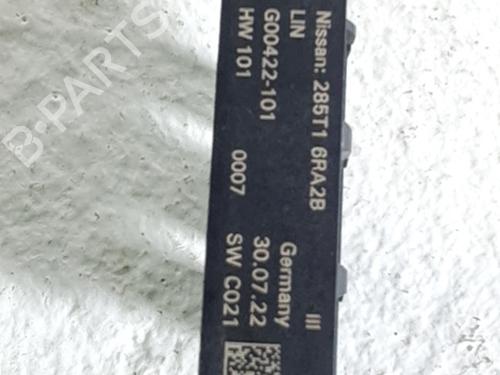 Nissan: 285T1 6RA2B III
LIN Germany
G00422-101 30.07.22
HW 101 0007 SW C021
B-PARTS